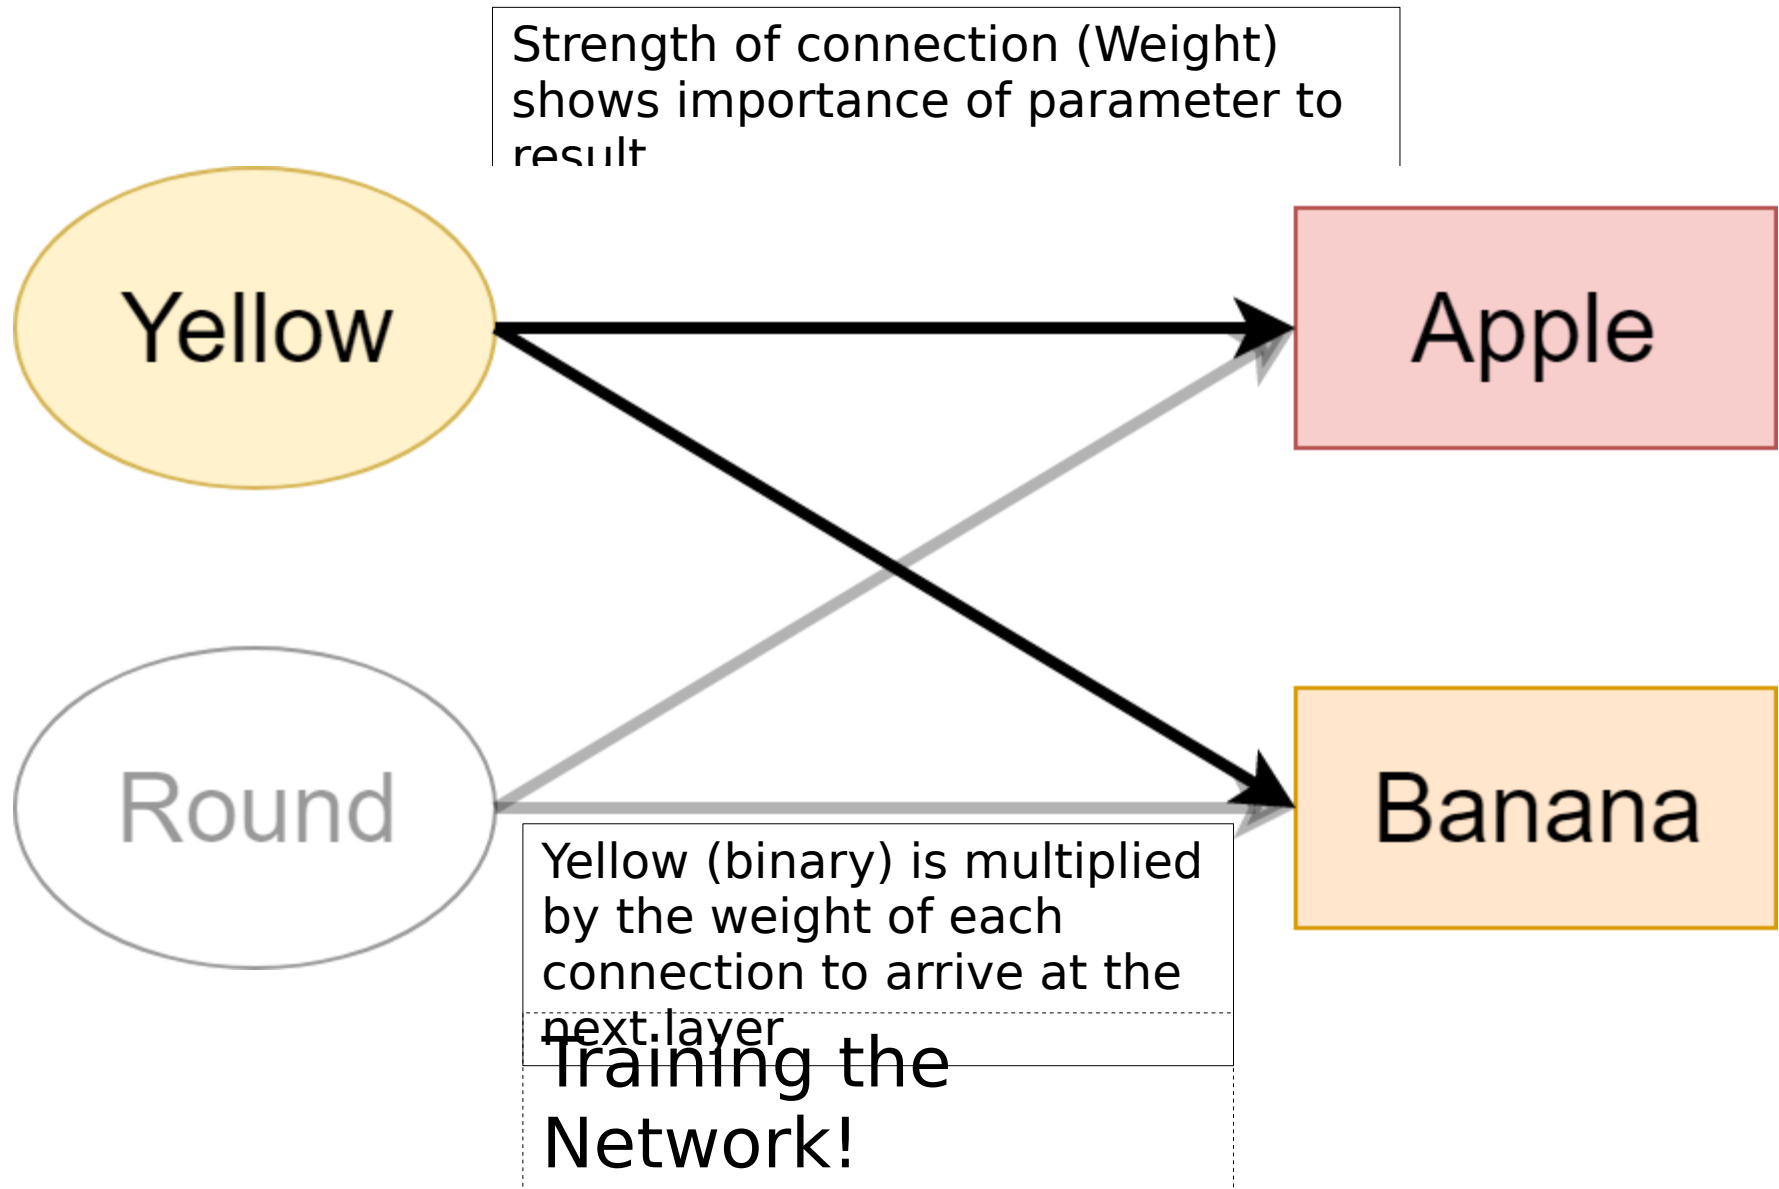 Strength of connection (Weight)
shows importance of parameter to
result
Yellow
Apple
Round
Banana
Yellow (binary) is multiplied
by the weight of each
connection to arrive at the
next layer
Training the
Network!